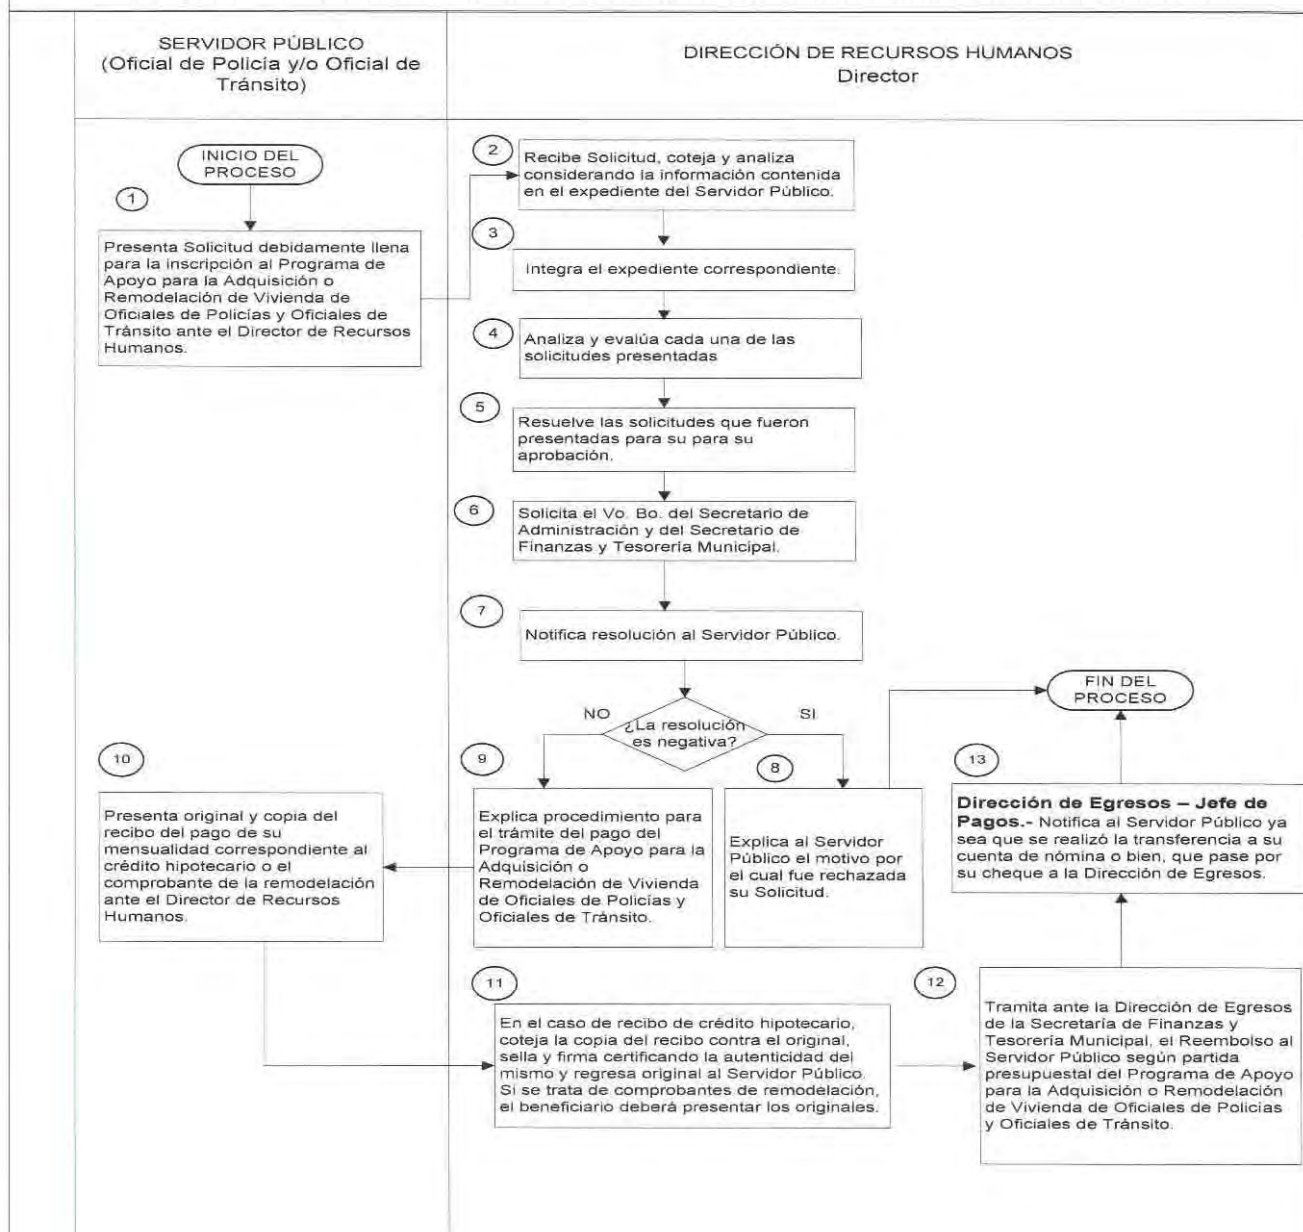 SERVIDOR PÚBLICO
(Oficial de Policía y/o Oficial de
Tránsito)
DIRECCIÓN DE RECURSOS HUMANOS
Director
INICIO DEL
PROCESO
1
Presenta Solicitud debidamente llena
para la inscripción al Programa de
Apoyo para la Adquisición o
Remodelación de Vivienda de
Oficiales de Policías y Oficiales de
Tránsito ante el Director de Recursos
Humanos.
2
Recibe Solicitud, coteja y analiza
considerando la información contenida
en el expediente del Servidor Público.
3
Integra el expediente correspondiente.
4
Analiza y evalúa cada una de las
solicitudes presentadas
5
Resuelve las solicitudes que fueron
presentadas para su para su
aprobación.
6
Solicita el Vo. Bo. del Secretario de
Administración y del Secretario de
Finanzas y Tesorería Municipal.
7
Notifica resolución al Servidor Público.
¿La resolución
es negativa?
NO
SI
8
Explica al Servidor
Público el motivo por
el cual fue rechazada
su Solicitud.
FIN DEL
PROCESO
9
Explica procedimiento para
el trámite del pago del
Programa de Apoyo para la
Adquisición o
Remodelación de Vivienda
de Oficiales de Policías y
Oficiales de Tránsito.
10
Presenta original y copia del
recibo del pago de su
mensualidad correspondiente al
crédito hipotecario o el
comprobante de la remodelación
ante el Director de Recursos
Humanos.
11
En el caso de recibo de crédito hipotecario,
coteja la copia del recibo contra el original,
sella y firma certificando la autenticidad del
mismo y regresa original al Servidor Público.
Si se trata de comprobantes de remodelación,
el beneficiario deberá presentar los originales.
12
Tramita ante la Dirección de Egresos
de la Secretaría de Finanzas y
Tesorería Municipal, el Reembolso al
Servidor Público según partida
presupuestal del Programa de Apoyo
para la Adquisición o Remodelación
de Vivienda de Oficiales de Policías
y Oficiales de Tránsito.
13
Dirección de Egresos – Jefe de
Pagos.- Notifica al Servidor Público ya
sea que se realizó la transferencia a su
cuenta de nómina o bien, que pase por
su cheque a la Dirección de Egresos.